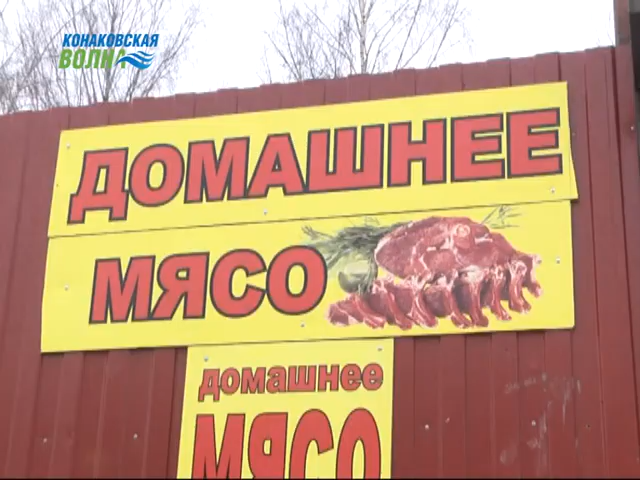 КОНАКОВСКАЯ
ВОЛНА
ДОМАШНЕЕ
МЯСО
домашнее
МЯСО